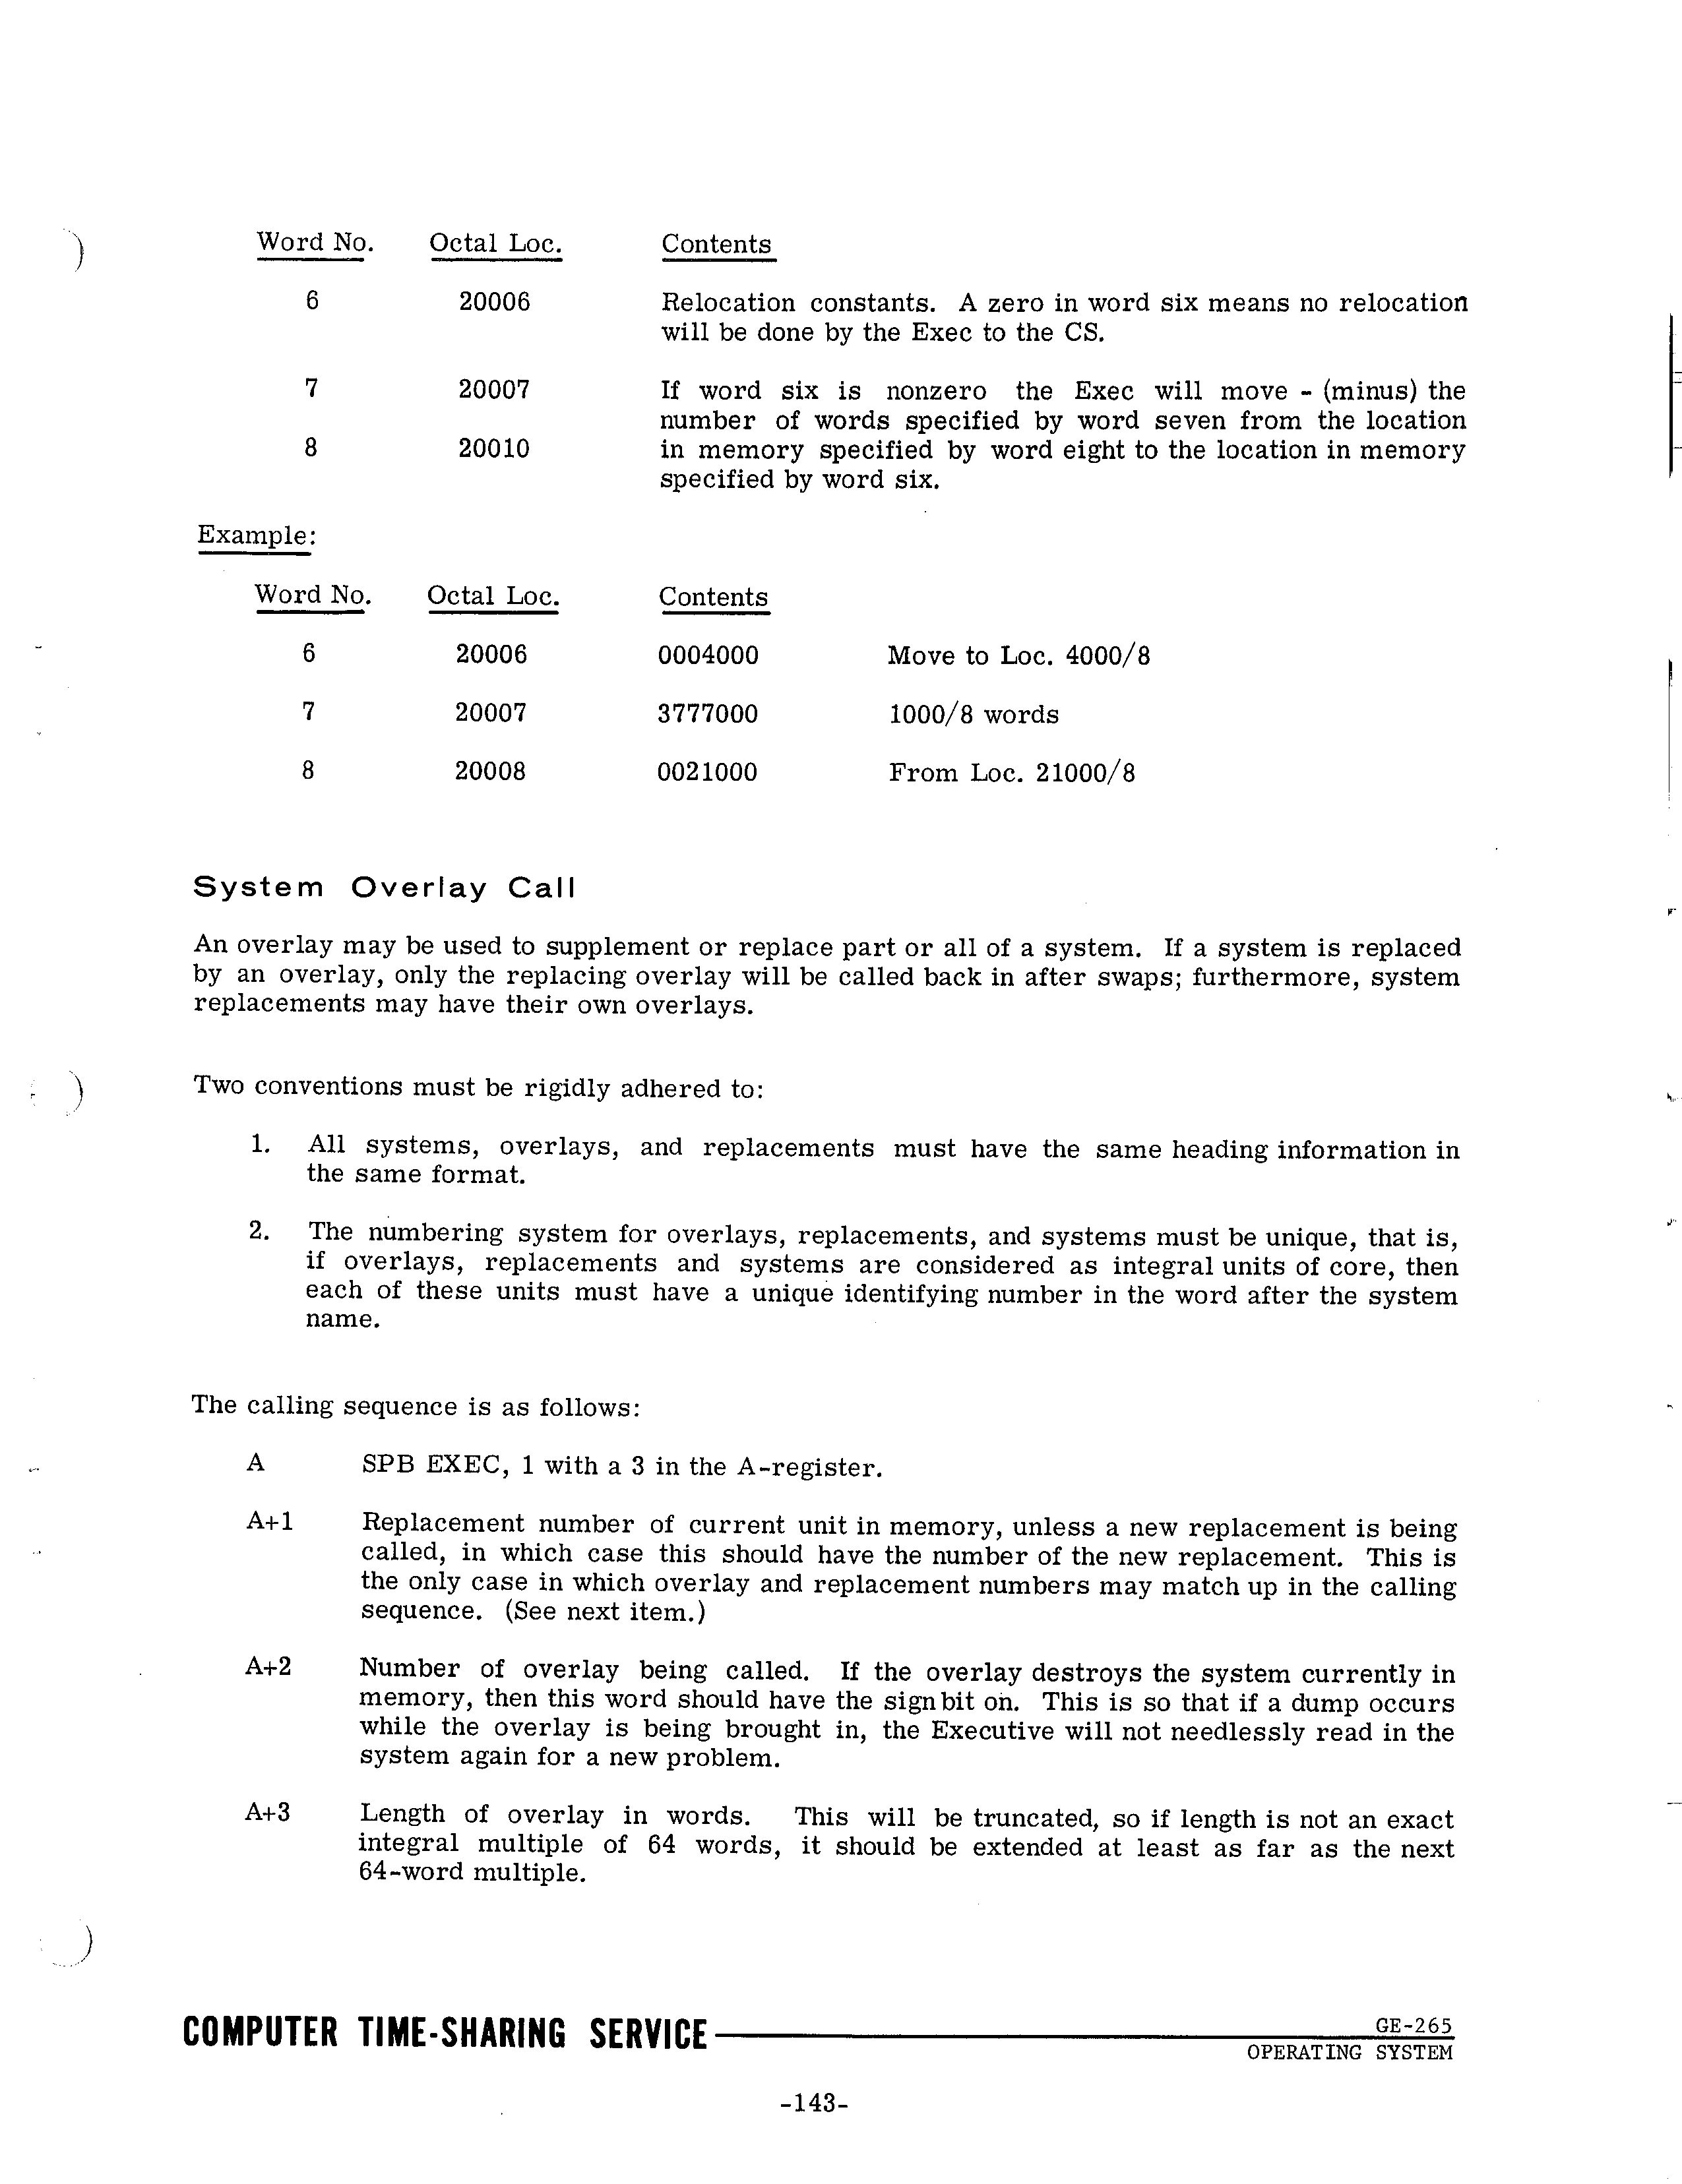 Word No. Octal Loc. Contents
6 20006 Relocation constants. A zero in word six means no relocation
will be done by the Exec to the CS.
7 20007 If word six is nonzero the Exec will move - (minus) the
number of words specified by word seven from the location
8 20010 in memory specified by word eight to the location in memory
specified by word six.
Example:
Word No. Octal Loc. Contents
6 20006 0004000 Move to Loc. 4000/8
7 20007 3777000 1000/8 words
8 20008 0021000 From Loc. 21000/8
System Overlay Call
An overlay may be used to supplement or replace part or all of a system. If a system is replaced
by an overlay, only the replacing overlay will be called back in after swaps; furthermore, system
replacements may have their own overlays.
Two conventions must be rigidly adhered to:
1. All systems, overlays, and replacements must have the same heading information in
the same format.
2. The numbering system for overlays, replacements, and systems must be unique, that is,
if overlays, replacements and systems are considered as integral units of core, then
each of these units must have a unique identifying number in the word after the system
name.
The calling sequence is as follows:
A SPB EXEC, 1 with a 3 in the A-register.
A+1 Replacement number of current unit in memory, unless a new replacement is being
called, in which case this should have the number of the new replacement. This is
the only case in which overlay and replacement numbers may match up in the calling
sequence. (See next item.)
A+2 Number of overlay being called. If the overlay destroys the system currently in
memory, then this word should have the sign bit on. This is so that if a dump occurs
while the overlay is being brought in, the Executive will not needlessly read in the
system again for a new problem.
A+3 Length of overlay in words. This will be truncated, so if length is not an exact
integral multiple of 64 words, it should be extended at least as far as the next
64-word multiple.
COMPUTER TIME-SHARING SERVICE GE-265
OPERATING SYSTEM
-143-